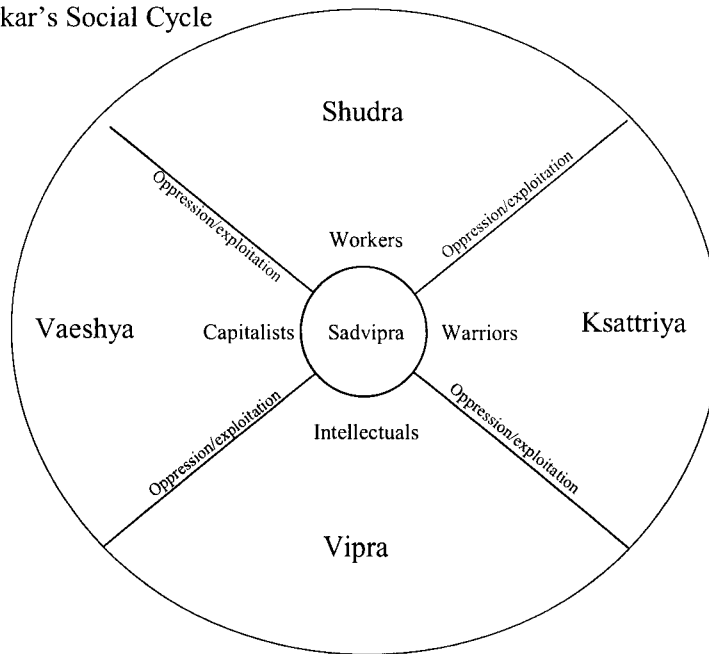 kar's Social Cycle
Shudra
Oppression/exploitation
Oppression/exploitation
Workers
Vaeshya
Capitalists
Sadvipra
Warriors
Ksattriya
Oppression/exploitation
Oppression/exploitation
Intellectuals
Vipra